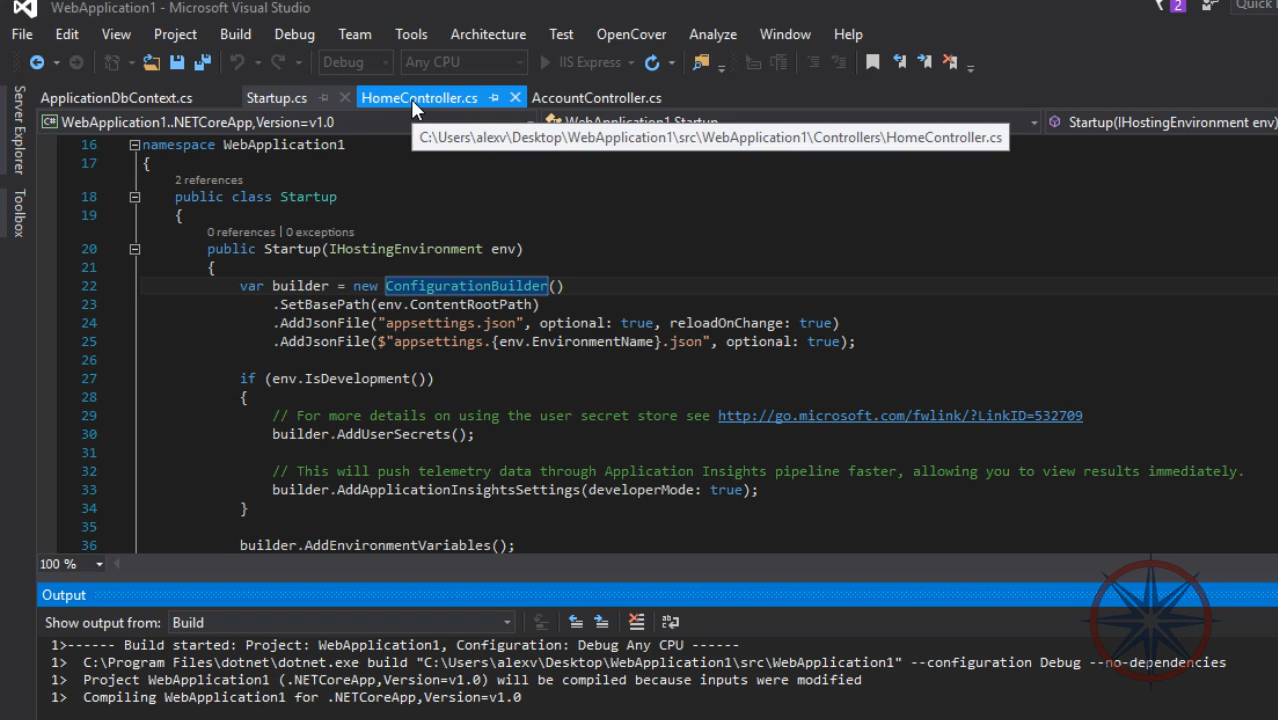 WebApplication1 - Microsoft Visual Studio
2
Quick
File Edit View Project Build Debug Team Tools Architecture Test OpenCover Analyze Window Help
Debug Any CPU IIS Express
Server Explorer
Toolbox
ApplicationDbContext.cs Startup.cs HomeController.cs AccountController.cs
C# WebApplication1..NETCoreApp,Version=v1.0 WebApplication1.Startup Startup(IHostingEnvironment env)
C:\Users\alexv\Desktop\WebApplication1\src\WebApplication1\Controllers\HomeController.cs
16 namespace WebApplication1
17 {
2 references
18 public class Startup
19 {
0 references | 0 exceptions
20 public Startup(IHostingEnvironment env)
21 {
22 var builder = new ConfigurationBuilder()
23 .SetBasePath(env.ContentRootPath)
24 .AddJsonFile("appsettings.json", optional: true, reloadOnChange: true)
25 .AddJsonFile($"appsettings.{env.EnvironmentName}.json", optional: true);
26
27 if (env.IsDevelopment())
28 {
29 // For more details on using the user secret store see http://go.microsoft.com/fwlink/?LinkID=532709
30 builder.AddUserSecrets();
31
32 // This will push telemetry data through Application Insights pipeline faster, allowing you to view results immediately.
33 builder.AddApplicationInsightsSettings(developerMode: true);
34 }
35
36 builder.AddEnvironmentVariables();
100 %
Output
Show output from: Build
1>------ Build started: Project: WebApplication1, Configuration: Debug Any CPU ------
1> C:\Program Files\dotnet\dotnet.exe build "C:\Users\alexv\Desktop\WebApplication1\src\WebApplication1" --configuration Debug --no-dependencies
1> Project WebApplication1 (.NETCoreApp,Version=v1.0) will be compiled because inputs were modified
1> Compiling WebApplication1 for .NETCoreApp,Version=v1.0